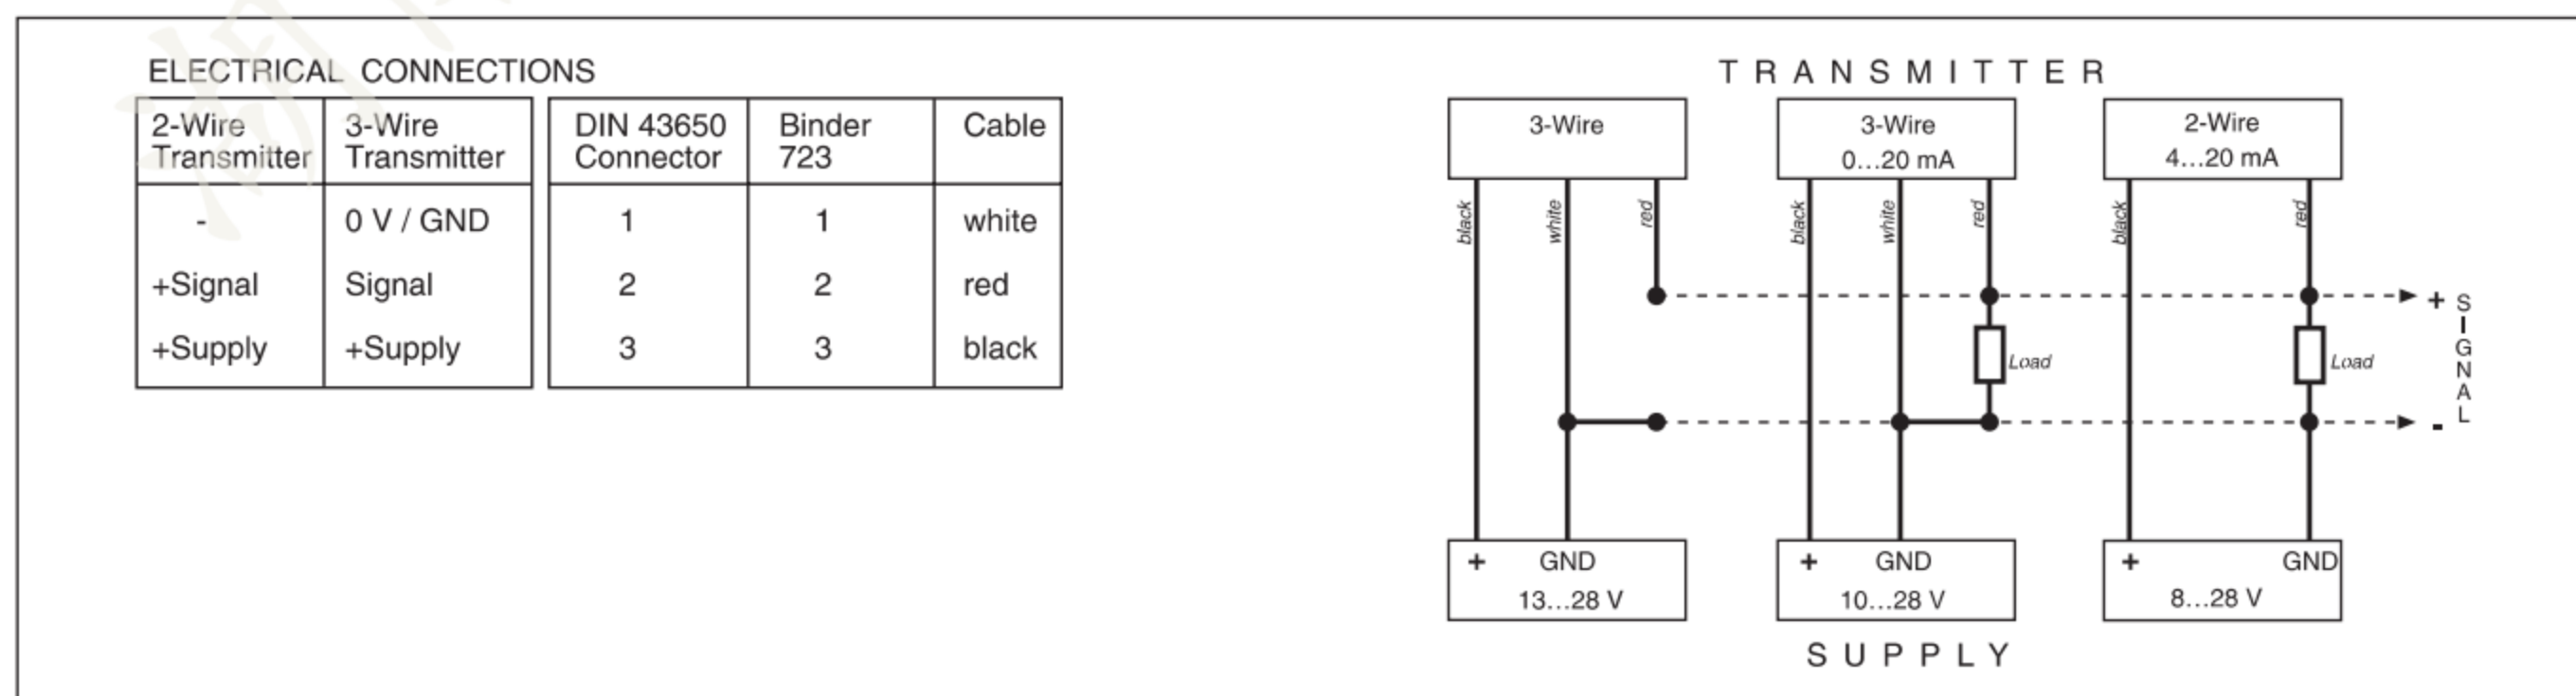 ELECTRICAL CONNECTIONS
2-Wire Transmitter 3-Wire Transmitter DIN 43650 Connector Binder 723 Cable
- 0 V / GND 1 1 white
+Signal Signal 2 2 red
+Supply +Supply 3 3 black
TRANSMITTER
3-Wire
3-Wire
0...20 mA
2-Wire
4...20 mA
black white red
black white red
black red
Load
Load
+ SIGNAL -
+ GND
13...28 V
+ GND
10...28 V
+ GND
8...28 V
SUPPLY